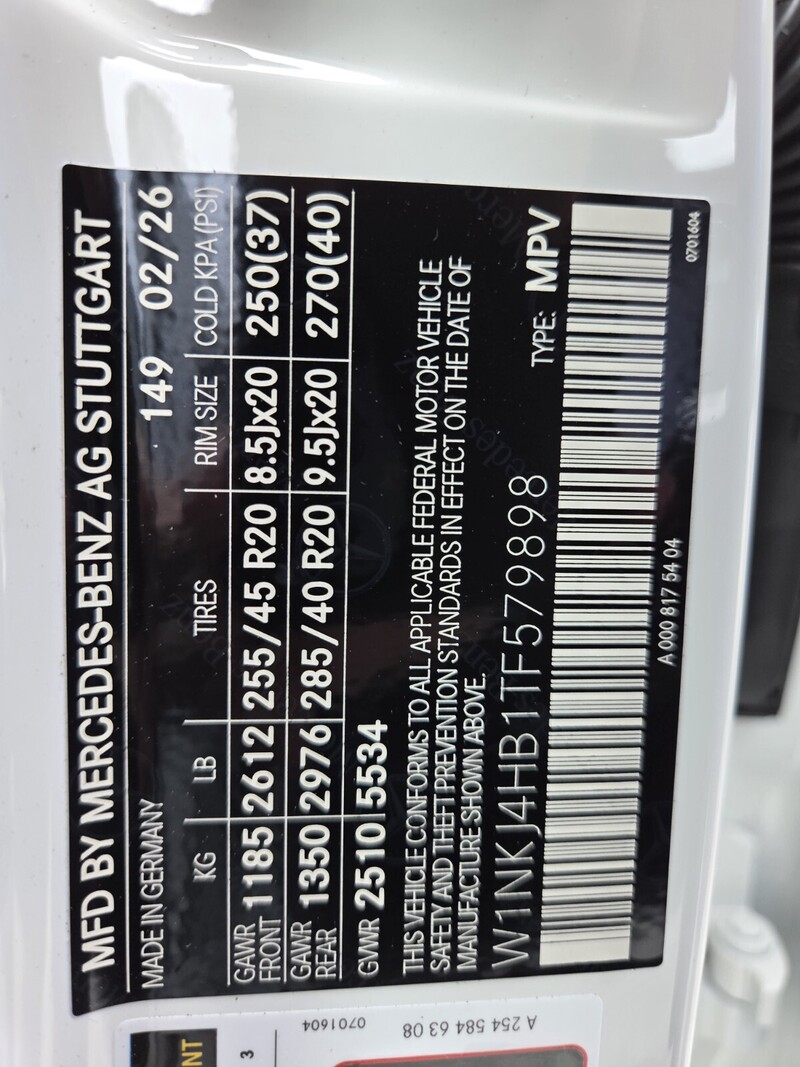 MFD BY MERCEDES-BENZ AG STUTTGART
MADE IN GERMANY 149 02/26
KG LB TIRES RIM SIZE COLD KPA(PSI)
GAWR FRONT 1185 2612 255/45 R20 8.5Jx20 250(37)
GAWR REAR 1350 2976 285/40 R20 9.5Jx20 270(40)
GVWR 2510 5534
THIS VEHICLE CONFORMS TO ALL APPLICABLE FEDERAL MOTOR VEHICLE
SAFETY AND THEFT PREVENTION STANDARDS IN EFFECT ON THE DATE OF
MANUFACTURE SHOWN ABOVE.
W1NKJ4HB1TF579898 TYPE: MPV
A 000 817 54 04 0701604
A 254 584 63 08 0701604
3